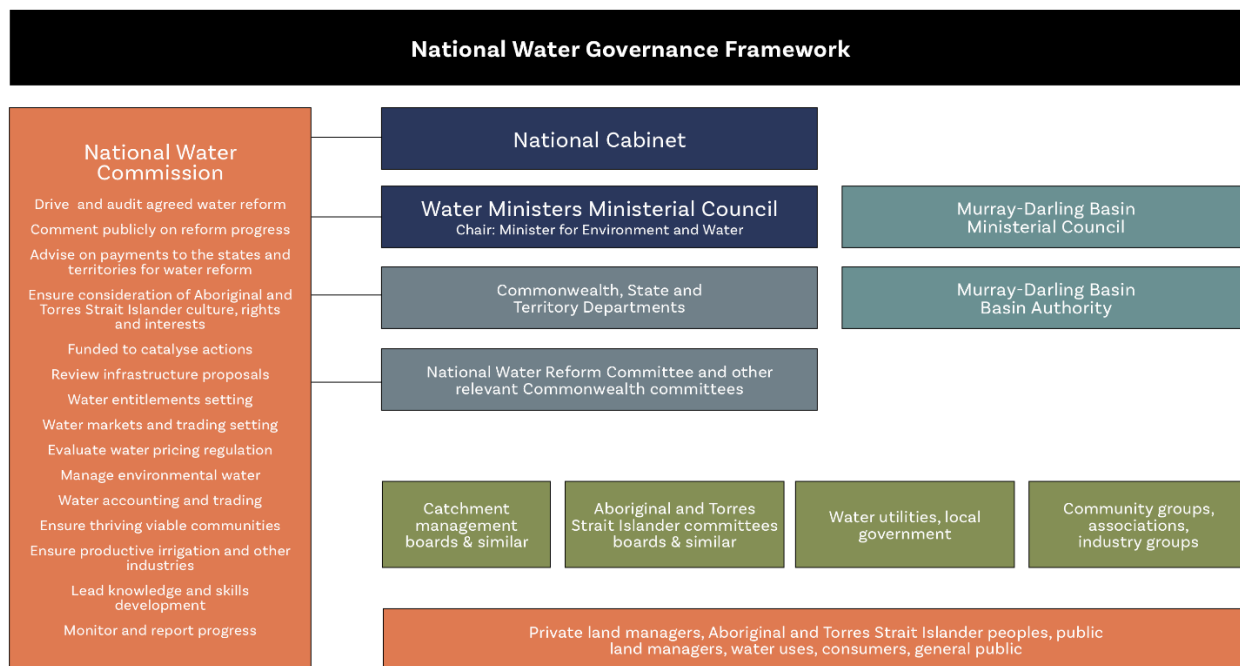 National Water Governance Framework
National Water
Commission
Drive and audit agreed water reform
Comment publicly on reform progress
Advise on payments to the states and
territories for water reform
Ensure consideration of Aboriginal and
Torres Strait Islander culture, rights
and interests
Funded to catalyse actions
Review infrastructure proposals
Water entitlements setting
Water markets and trading setting
Evaluate water pricing regulation
Manage environmental water
Water accounting and trading
Ensure thriving viable communities
Ensure productive irrigation and other
industries
Lead knowledge and skills
development
Monitor and report progress
National Cabinet
Water Ministers Ministerial Council
Chair: Minister for Environment and Water
Murray-Darling Basin
Ministerial Council
Commonwealth, State and
Territory Departments
Murray-Darling Basin
Basin Authority
National Water Reform Committee and other
relevant Commonwealth committees
Catchment
management
boards & similar
Aboriginal and Torres
Strait Islander committees
boards & similar
Water utilities, local
government
Community groups,
associations,
industry groups
Private land managers, Aboriginal and Torres Strait Islander peoples, public
land managers, water uses, consumers, general public